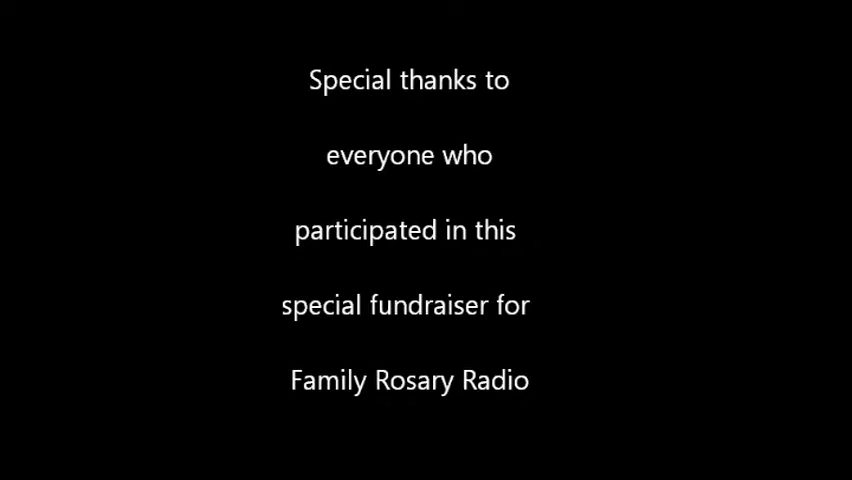 Special thanks to
everyone who
participated in this
special fundraiser for
Family Rosary Radio